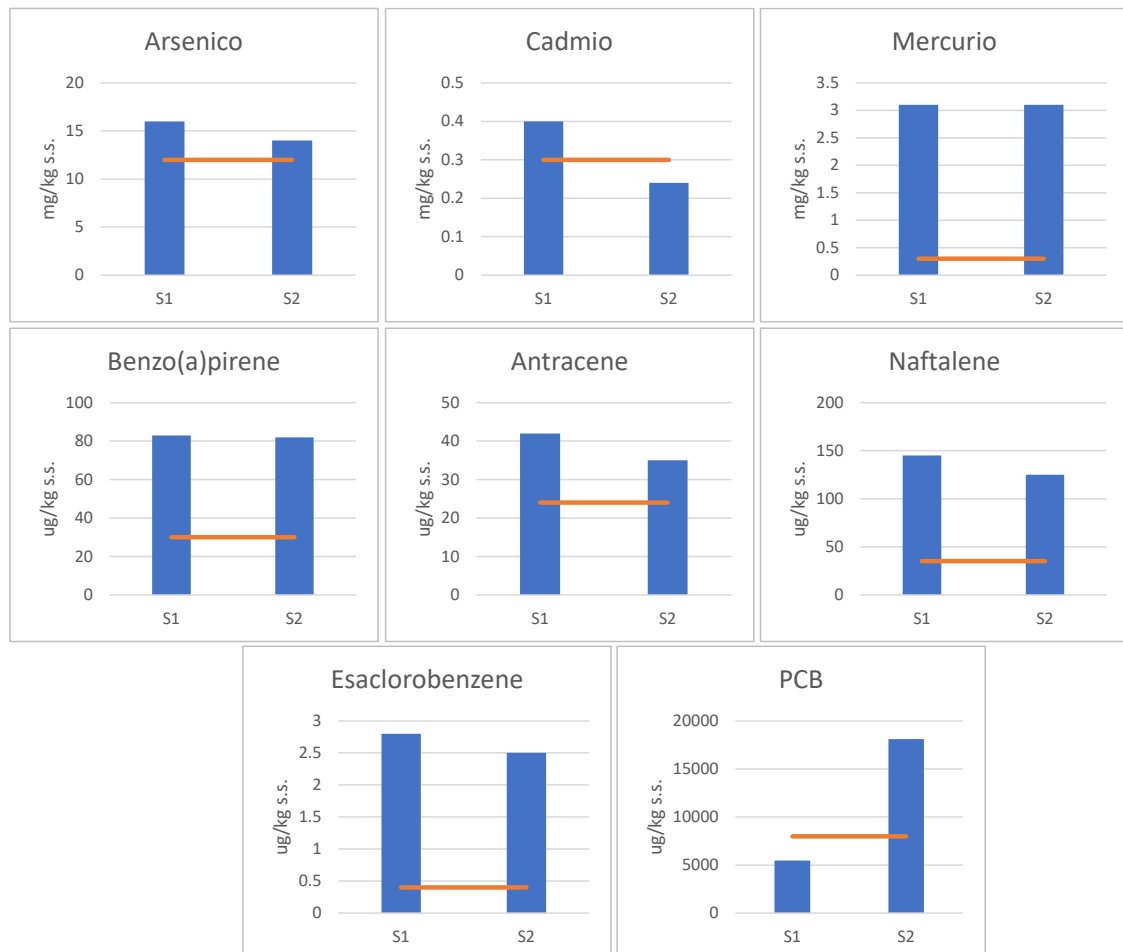 Arsenico
mg/kg s.s.
20
15
10
5
0
S1 S2
Cadmio
mg/kg s.s.
0.5
0.4
0.3
0.2
0.1
0
S1 S2
Mercurio
mg/kg s.s.
3.5
3
2.5
2
1.5
1
0.5
0
S1 S2
Benzo(a)pirene
ug/kg s.s.
100
80
60
40
20
0
S1 S2
Antracene
ug/kg s.s.
50
40
30
20
10
0
S1 S2
Naftalene
ug/kg s.s.
200
150
100
50
0
S1 S2
Esaclorobenzene
ug/kg s.s.
3
2.5
2
1.5
1
0.5
0
S1 S2
PCB
ug/kg s.s.
20000
15000
10000
5000
0
S1 S2